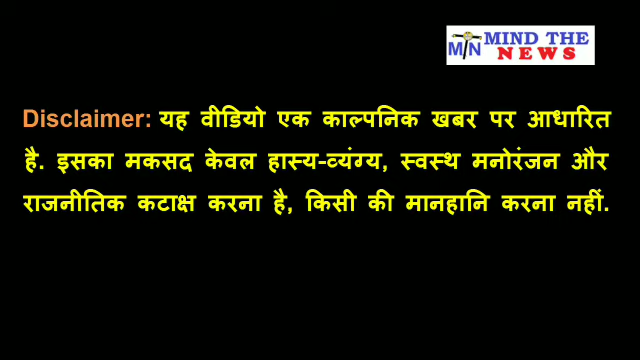 MIND THE
MTN NEWS
Disclaimer: यह वीडियो एक काल्पनिक खबर पर आधारित
है. इसका मकसद केवल हास्य-व्यंग्य, स्वस्थ मनोरंजन और
राजनीतिक कटाक्ष करना है, किसी की मानहानि करना नहीं.